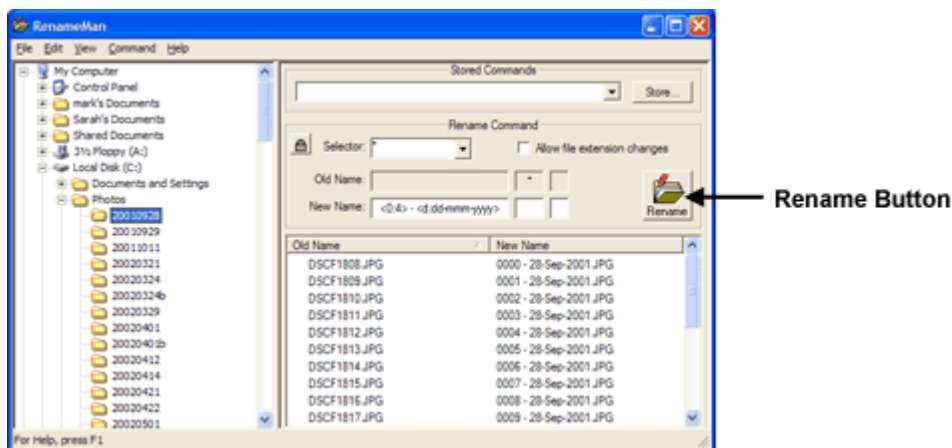 RenameMan
File Edit View Command Help
My Computer
Control Panel
mark's Documents
Sarah's Documents
Shared Documents
3½ Floppy (A:)
Local Disk (C:)
Documents and Settings
Photos
20010928
20010929
20011011
20020321
20020324
20020324b
20020329
20020401
20020401b
20020412
20020414
20020421
20020422
20020501
Stored Commands
Store...
Rename Command
Selector: *
Allow file extension changes
Old Name: *
New Name: <0:4> - <d:dd-mmm-yyyy>
Rename
Rename Button
Old Name New Name
DSCF1808.JPG 0000 - 28-Sep-2001.JPG
DSCF1809.JPG 0001 - 28-Sep-2001.JPG
DSCF1810.JPG 0002 - 28-Sep-2001.JPG
DSCF1811.JPG 0003 - 28-Sep-2001.JPG
DSCF1812.JPG 0004 - 28-Sep-2001.JPG
DSCF1813.JPG 0005 - 28-Sep-2001.JPG
DSCF1814.JPG 0006 - 28-Sep-2001.JPG
DSCF1815.JPG 0007 - 28-Sep-2001.JPG
DSCF1816.JPG 0008 - 28-Sep-2001.JPG
DSCF1817.JPG 0009 - 28-Sep-2001.JPG
For Help, press F1